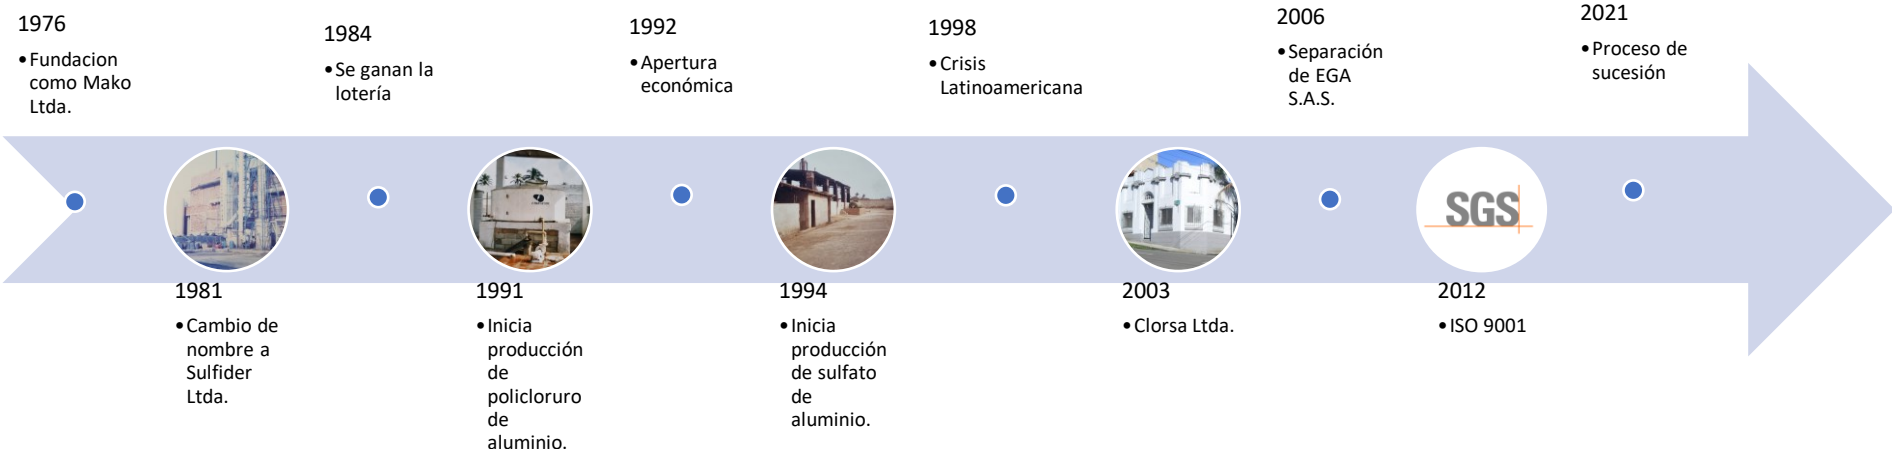 1976
•Fundacion
como Mako
Ltda.
1981
•Cambio de
nombre a
Sulfider
Ltda.
1984
•Se ganan la
lotería
1991
•Inicia
producción
de
policloruro
de
aluminio.
1992
•Apertura
económica
1994
•Inicia
producción
de sulfato
de
aluminio.
1998
•Crisis
Latinoamericana
2003
•Clorsa Ltda.
2006
•Separación
de EGA
S.A.S.
2012
•ISO 9001
SGS
2021
•Proceso de
sucesión